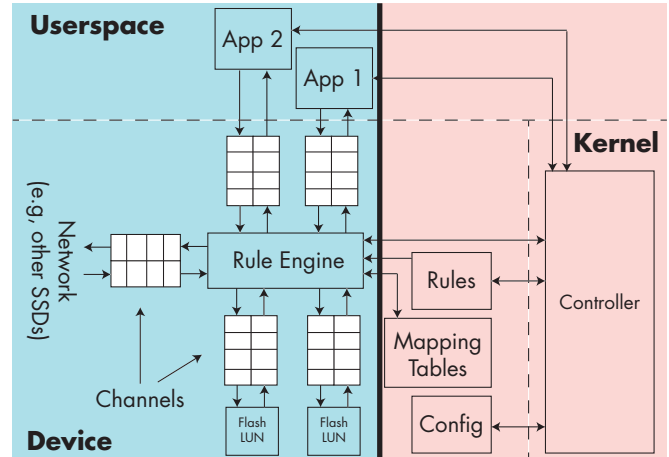 Userspace
App 2
App 1
Kernel
Network
(e.g, other SSDs)
Rule Engine
Rules
Controller
Mapping
Tables
Channels
Config
Flash
LUN
Flash
LUN
Device